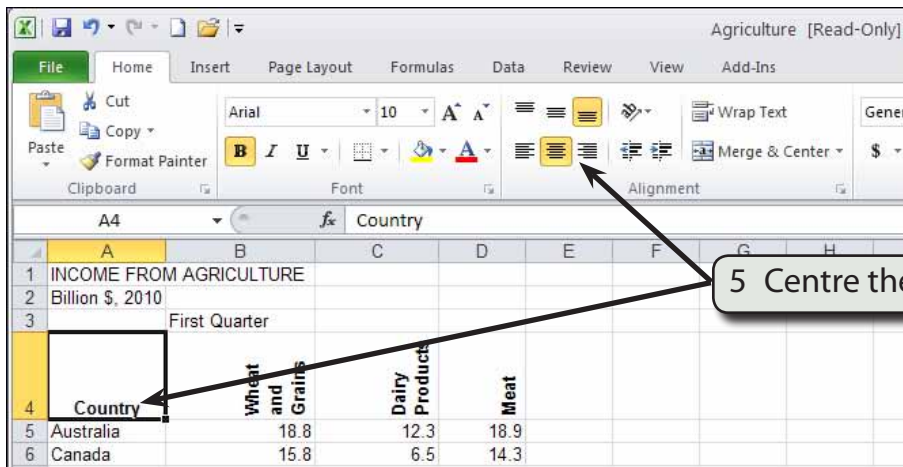 Agriculture [Read-Only]
File Home Insert Page Layout Formulas Data Review View Add-Ins
Cut
Copy
Format Painter
Paste
Arial 10 A A
Wrap Text
B I U A
Merge & Center
$
Clipboard Font Alignment
A4 fx Country
A B C D E F G H
1 INCOME FROM AGRICULTURE
2 Billion $, 2010
3 First Quarter
4 Country Wheat and Grains Dairy Products Meat
5 Australia 18.8 12.3 18.9
6 Canada 15.8 6.5 14.3
5 Centre the